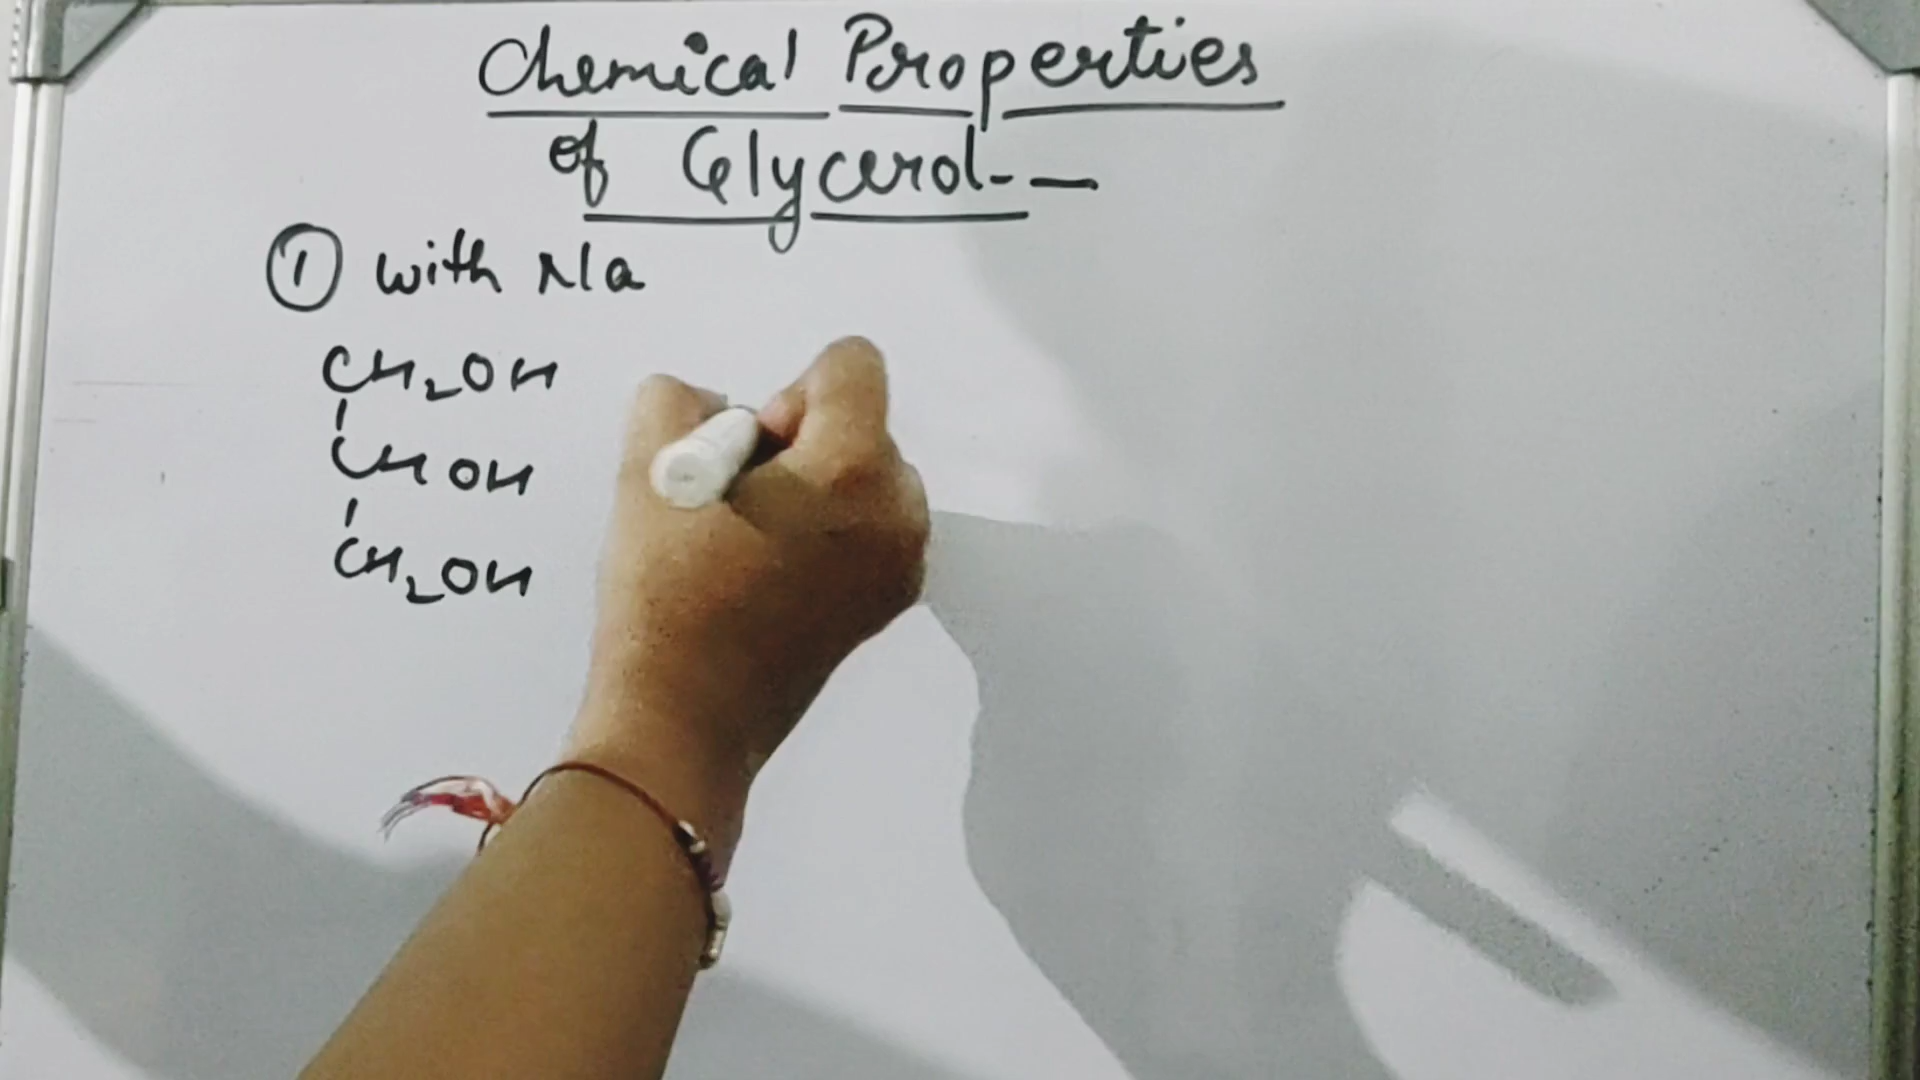 Chemical Properties
of Glycerol--
① with Na
CH₂OH
|
CHOH
|
CH₂OH